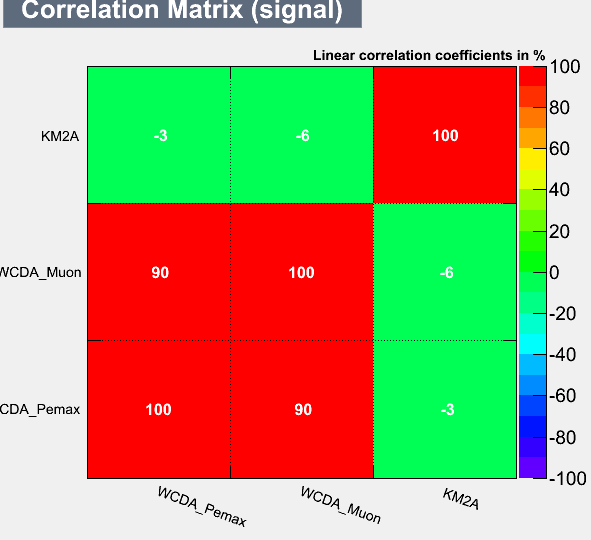 Correlation Matrix (signal)
Linear correlation coefficients in %
KM2A -3 -6 100
WCDA_Muon 90 100 -6
CDA_Pemax 100 90 -3
WCDA_Pemax WCDA_Muon KM2A
100
80
60
40
20
0
-20
-40
-60
-80
-100